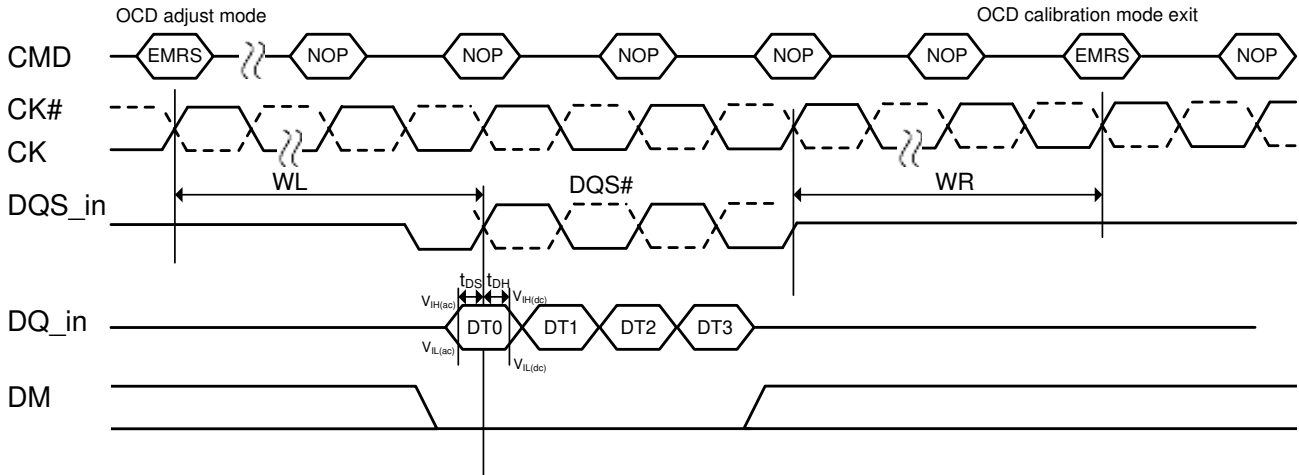 OCD adjust mode OCD calibration mode exit
CMD EMRS NOP NOP NOP NOP NOP EMRS NOP
CK#
CK
WL DQS# WR
DQS_in
tDS tDH
VIH(ac) VIH(dc)
DQ_in DT0 DT1 DT2 DT3
VIL(ac) VIL(dc)
DM